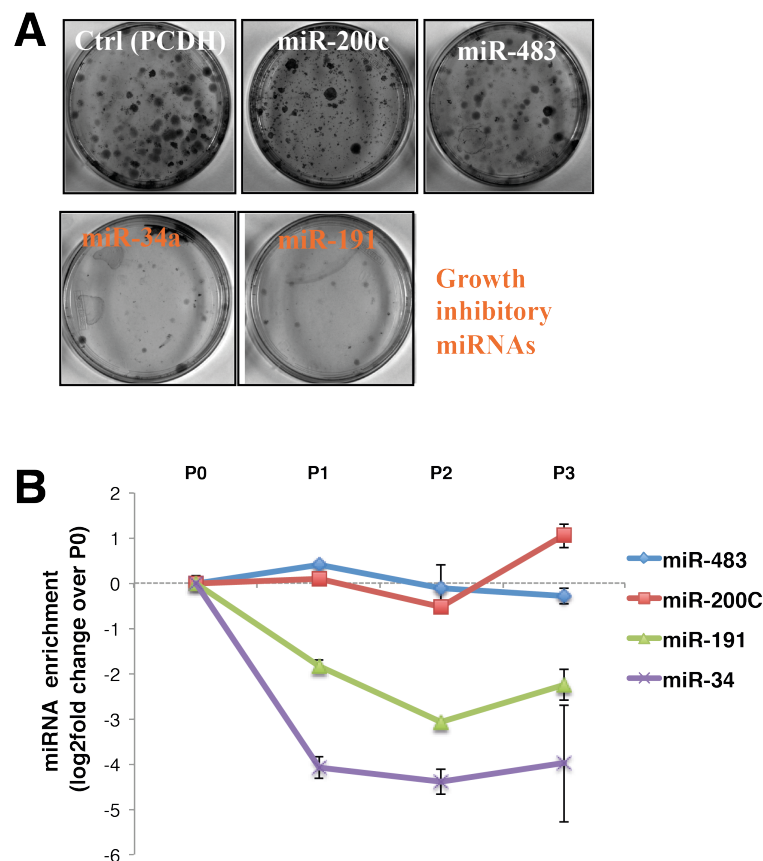 A
Ctrl (PCDH)
miR-200c
miR-483
miR-34a
miR-191
Growth
inhibitory
miRNAs
B
P0
P1
P2
P3
miRNA enrichment
(log2fold change over P0)
2
1
0
-1
-2
-3
-4
-5
-6
miR-483
miR-200C
miR-191
miR-34